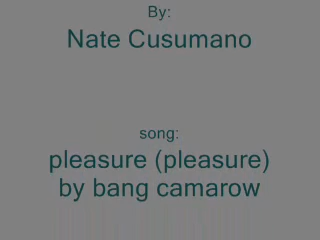 By:
Nate Cusumano
song:
pleasure (pleasure)
by bang camarow